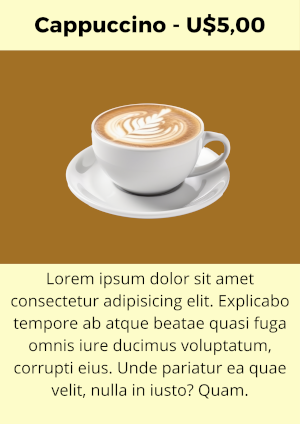 Cappuccino - U$5,00
Lorem ipsum dolor sit amet
consectetur adipisicing elit. Explicabo
tempore ab atque beatae quasi fuga
omnis iure ducimus voluptatum,
corrupti eius. Unde pariatur ea quae
velit, nulla in iusto? Quam.